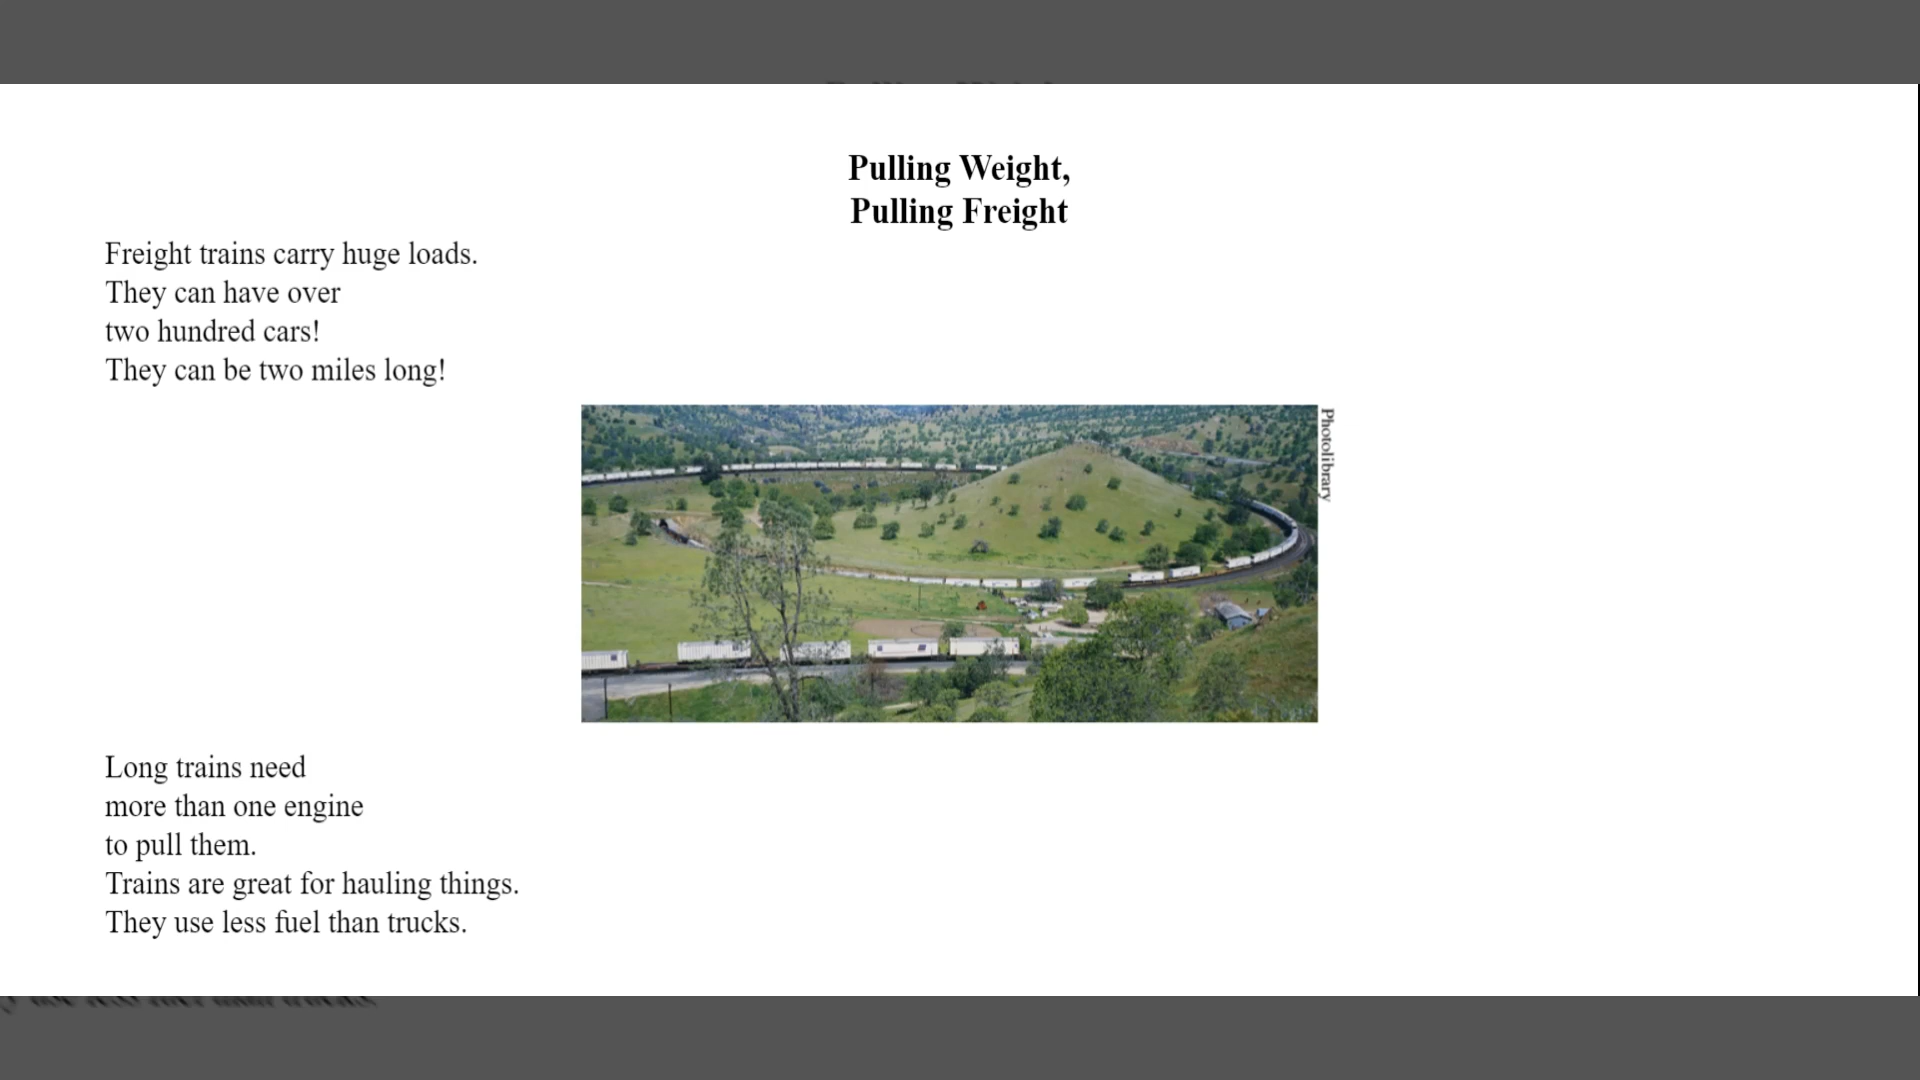 Pulling Weight,
Pulling Freight
Freight trains carry huge loads.
They can have over
two hundred cars!
They can be two miles long!
Photolibrary
Long trains need
more than one engine
to pull them.
Trains are great for hauling things.
They use less fuel than trucks.